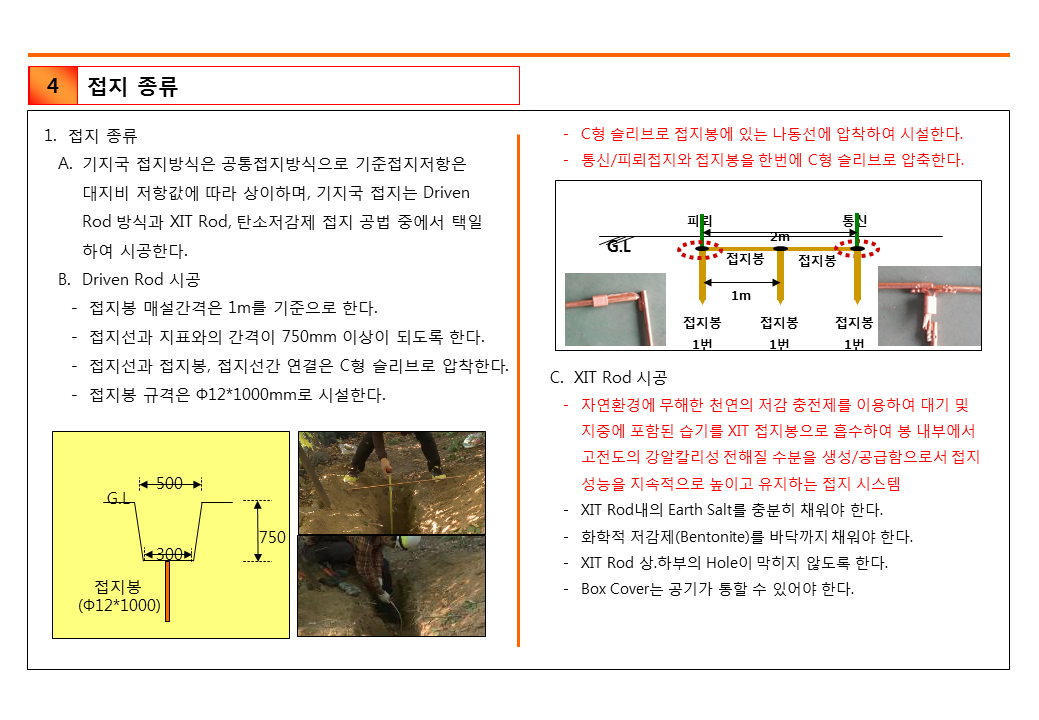 4 접지 종류
1. 접지 종류
A. 기지국 접지방식은 공통접지방식으로 기준접지저항은
대지비 저항값에 따라 상이하며, 기지국 접지는 Driven
Rod 방식과 XIT Rod, 탄소저감제 접지 공법 중에서 택일
하여 시공한다.
B. Driven Rod 시공
- 접지봉 매설간격은 1m를 기준으로 한다.
- 접지선과 지표와의 간격이 750mm 이상이 되도록 한다.
- 접지선과 접지봉, 접지선간 연결은 C형 슬리브로 압착한다.
- 접지봉 규격은 Φ12*1000mm로 시설한다.
500
G.L
750
300
접지봉
(Φ12*1000)
- C형 슬리브로 접지봉에 있는 나동선에 압착하여 시설한다.
- 통신/피뢰접지와 접지봉을 한번에 C형 슬리브로 압축한다.
피뢰 통신
2m
G.L
접지봉 접지봉
1m
접지봉 접지봉 접지봉
1번 1번 1번
C. XIT Rod 시공
- 자연환경에 무해한 천연의 저감 충전제를 이용하여 대기 및
지중에 포함된 습기를 XIT 접지봉으로 흡수하여 봉 내부에서
고전도의 강알칼리성 전해질 수분을 생성/공급함으로서 접지
성능을 지속적으로 높이고 유지하는 접지 시스템
- XIT Rod내의 Earth Salt를 충분히 채워야 한다.
- 화학적 저감제(Bentonite)를 바닥까지 채워야 한다.
- XIT Rod 상.하부의 Hole이 막히지 않도록 한다.
- Box Cover는 공기가 통할 수 있어야 한다.